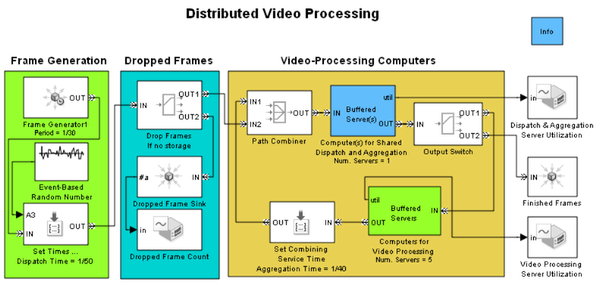 Distributed Video Processing
Info
Frame Generation
Dropped Frames
Video-Processing Computers
OUT
Frame Generator1
Period = 1/30
Event-Based
Random Number
A3
IN
OUT
Set Times ...
Dispatch Time = 1/50
IN
OUT1
OUT2
Drop Frames
If no storage
#a
IN
Dropped Frame Sink
in
Dropped Frame Count
IN1
IN2
OUT
Path Combiner
util
Buffered
Server(s)
IN
OUT
Computer(s) for Shared
Dispatch and Aggregation
Num. Servers = 1
IN
OUT1
OUT2
Output Switch
OUT
IN
Set Combining
Service Time
Aggregation Time = 1/40
util
Buffered
Servers
OUT
IN
Computers for
Video Processing
Num. Servers = 5
in
Dispatch & Aggregation
Server Utilization
IN
Finished Frames
in
Video Processing
Server Utilization